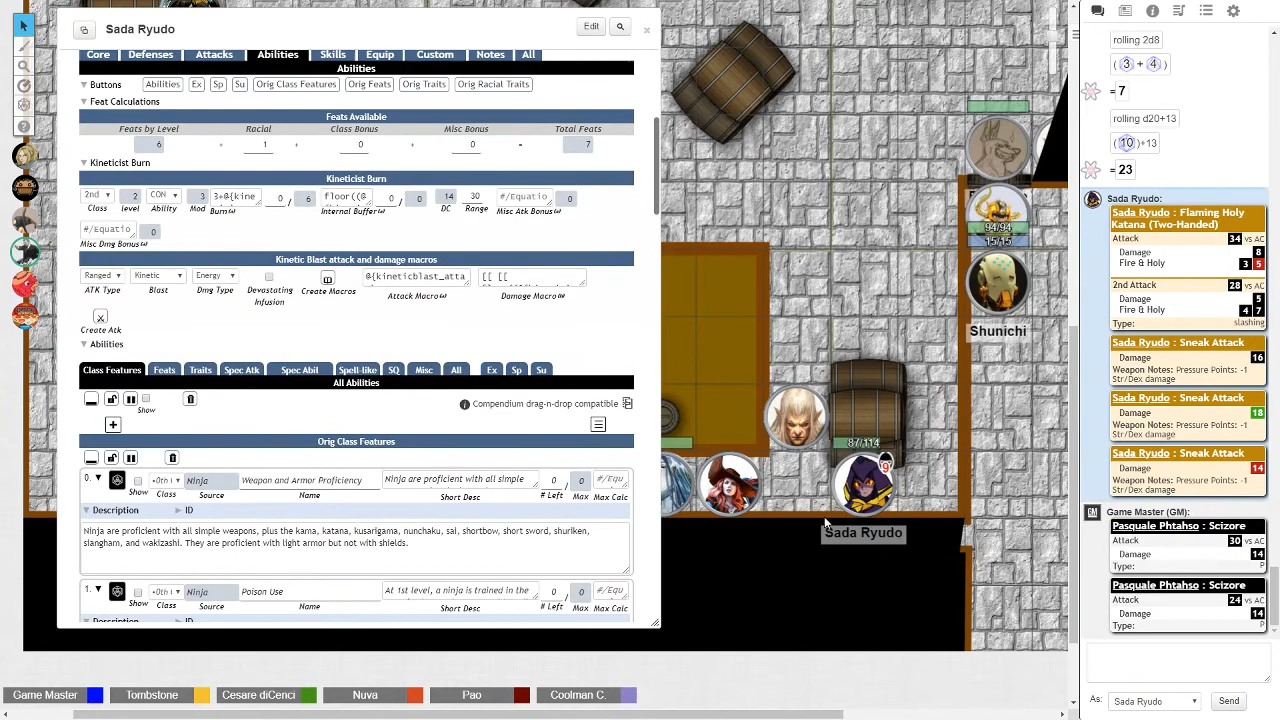 Sada Ryudo
Edit
Core Defenses Attacks Abilities Skills Equip Custom Notes All
Abilities
Buttons Abilities Ex Sp Su Orig Class Features Orig Feats Orig Traits Orig Racial Traits
Feat Calculations
Feats Available
Feats by Level Racial Class Bonus Misc Bonus Total Feats
6 + 1 + 0 + 0 = 7
Kineticist Burn
Kineticist Burn
2nd 2 CON 3 3+@{kine 0 / 6 floor((@ 0 / 0 14 30 #/Equatio 0
Class level Ability Mod Burn Internal Buffer DC Range Misc Atk Bonus
#/Equatio 0
Misc Dmg Bonus
Kinetic Blast attack and damage macros
Ranged Kinetic Energy @{kineticblast_atta [[ [[
ATK Type Blast Dmg Type Devastating Infusion Create Macros Attack Macro Damage Macro
Create Atk
Abilities
Class Features Feats Traits Spec Atk Spec Abil Spell-like SQ Misc All Ex Sp Su
All Abilities
Show
Compendium drag-n-drop compatible
Orig Class Features
0. Ninja Weapon and Armor Proficiency Ninja are proficient with all simple 0 0 #/Equ
Show Class Source Name Short Desc # Left Max Max Calc
Description ID
Ninja are proficient with all simple weapons, plus the kama, katana, kusarigama, nunchaku, sai, shortbow, short sword, shuriken,
siangham, and wakizashi. They are proficient with light armor but not with shields.
1. Ninja Poison Use At 1st level, a ninja is trained in the 0 0 #/Equ
Show Class Source Name Short Desc # Left Max Max Calc
Description ID
94/94
15/15
Shunichi
87/114
9
Sada Ryudo
Game Master Tombstone Cesare diCenci Nuva Pao Coolman C.
rolling 2d8
(3 + 4)
= 7
rolling d20+13
(10)+13
= 23
Sada Ryudo:
Sada Ryudo : Flaming Holy
Katana (Two-Handed)
Attack 34 vs AC
Damage 8
Fire & Holy 3 5
2nd Attack 28 vs AC
Damage 5
Fire & Holy 4 7
Type: slashing
Sada Ryudo : Sneak Attack
Damage 16
Weapon Notes: Pressure Points: -1
Str/Dex damage
Sada Ryudo : Sneak Attack
Damage 18
Weapon Notes: Pressure Points: -1
Str/Dex damage
Sada Ryudo : Sneak Attack
Damage 14
Weapon Notes: Pressure Points: -1
Str/Dex damage
GM Game Master (GM):
Pasquale Phtahso : Scizore
Attack 30 vs AC
Damage 14
Type: P
Pasquale Phtahso : Scizore
Attack 24 vs AC
Damage 14
Type: P
As: Sada Ryudo Send